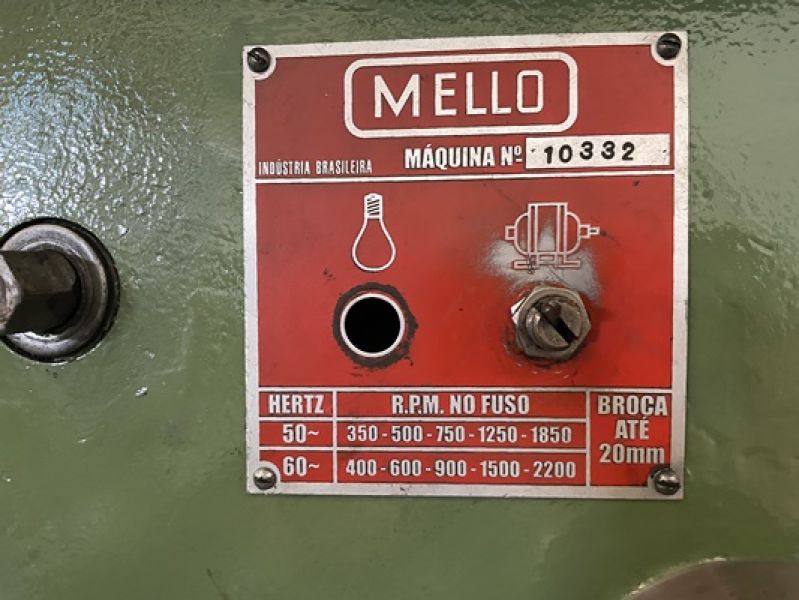 MELLO
INDÚSTRIA BRASILEIRA MÁQUINA Nº 10332
HERTZ R.P.M. NO FUSO BROCA ATÉ 20mm
50~ 350-500-750-1250-1850
60~ 400-600-900-1500-2200